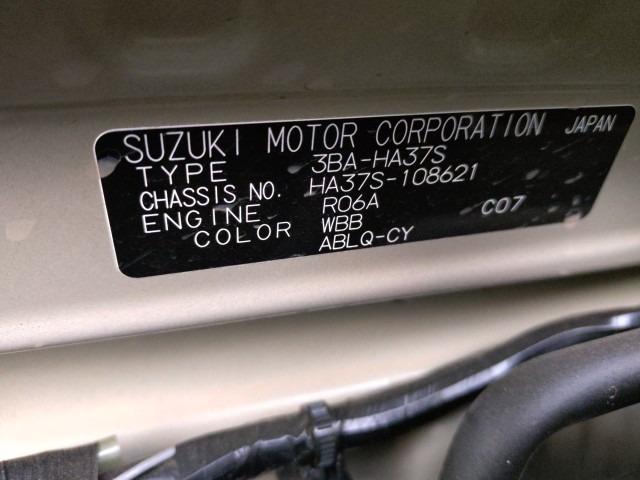 SUZUKI MOTOR CORPORATION JAPAN
TYPE 3BA-HA37S
CHASSIS NO. HA37S-108621
ENGINE R06A C07
COLOR WBB
ABLQ-CY